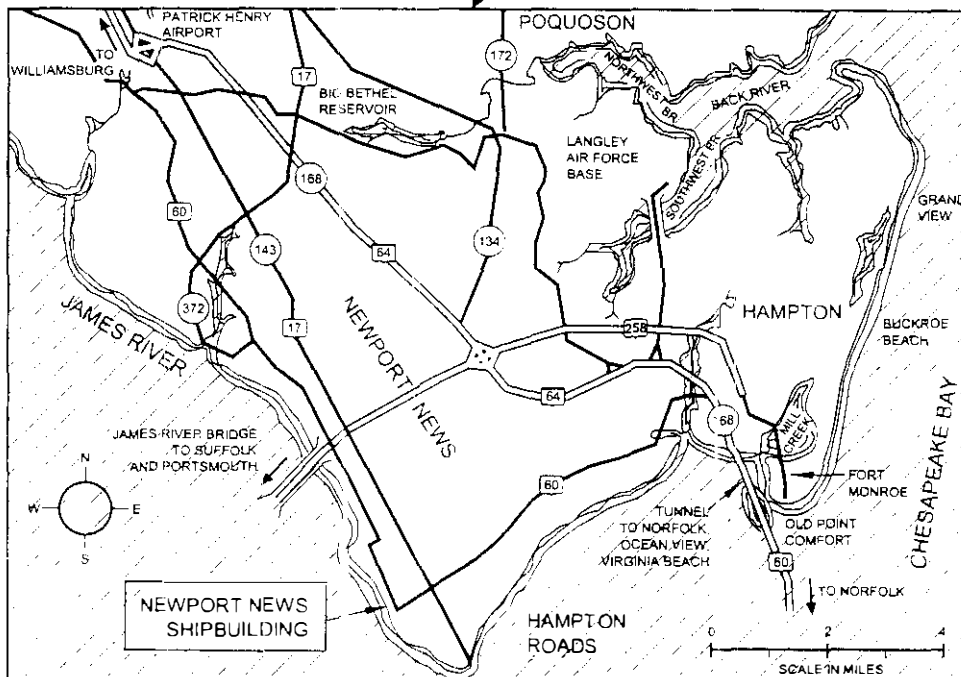 PATRICK HENRY
AIRPORT
TO
WILLIAMSBURG
POQUOSON
172
17
BIG BETHEL
RESERVOIR
NORTHWEST BR
BACK RIVER
LANGLEY
AIR FORCE
BASE
SOUTHWEST BR
168
60
143
64
134
GRAND
VIEW
372
17
JAMES RIVER
NEWPORT NEWS
258
HAMPTON
BUCKROE
BEACH
64
168
MILL
CREEK
JAMES RIVER BRIDGE
TO SUFFOLK
AND PORTSMOUTH
N
W
E
S
60
FORT
MONROE
TUNNEL
TO NORFOLK
OCEAN VIEW
VIRGINIA BEACH
OLD POINT
COMFORT
CHESAPEAKE BAY
60
TO NORFOLK
NEWPORT NEWS
SHIPBUILDING
HAMPTON
ROADS
0 2 4
SCALE IN MILES